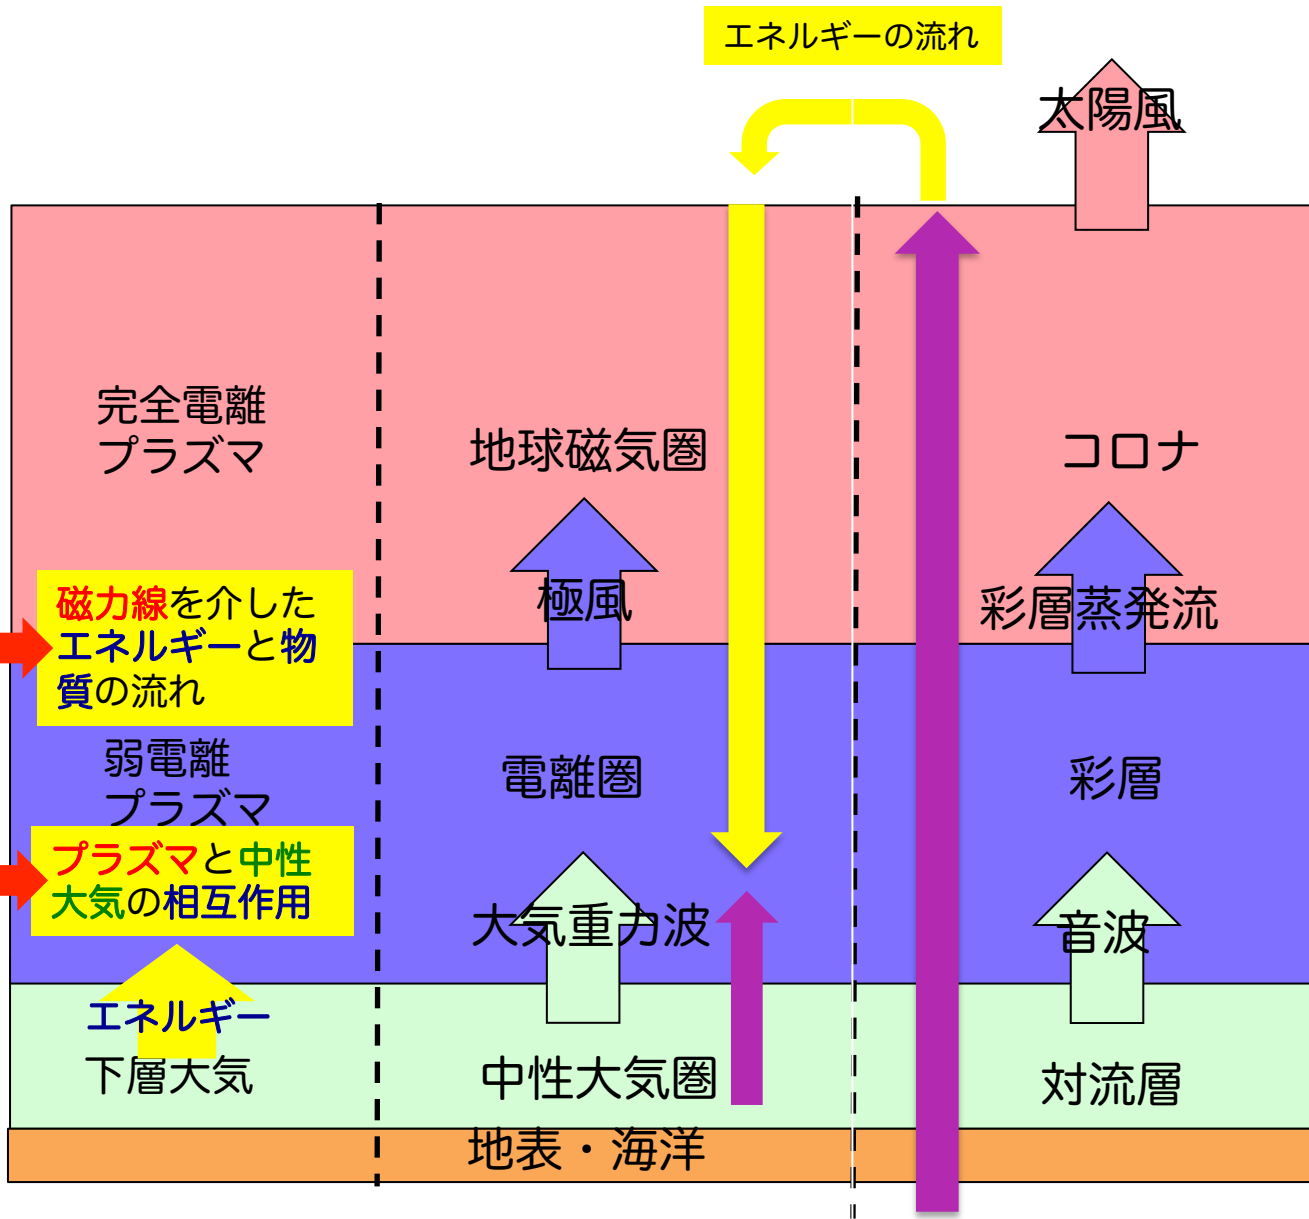 エネルギーの流れ
太陽風
完全電離
プラズマ
地球磁気圏
コロナ
磁力線を介した
エネルギーと物
質の流れ
極風
彩層蒸発流
弱電離
プラズマ
電離圏
彩層
プラズマと中性
大気の相互作用
大気重力波
音波
エネルギー
下層大気
中性大気圏
対流層
地表・海洋